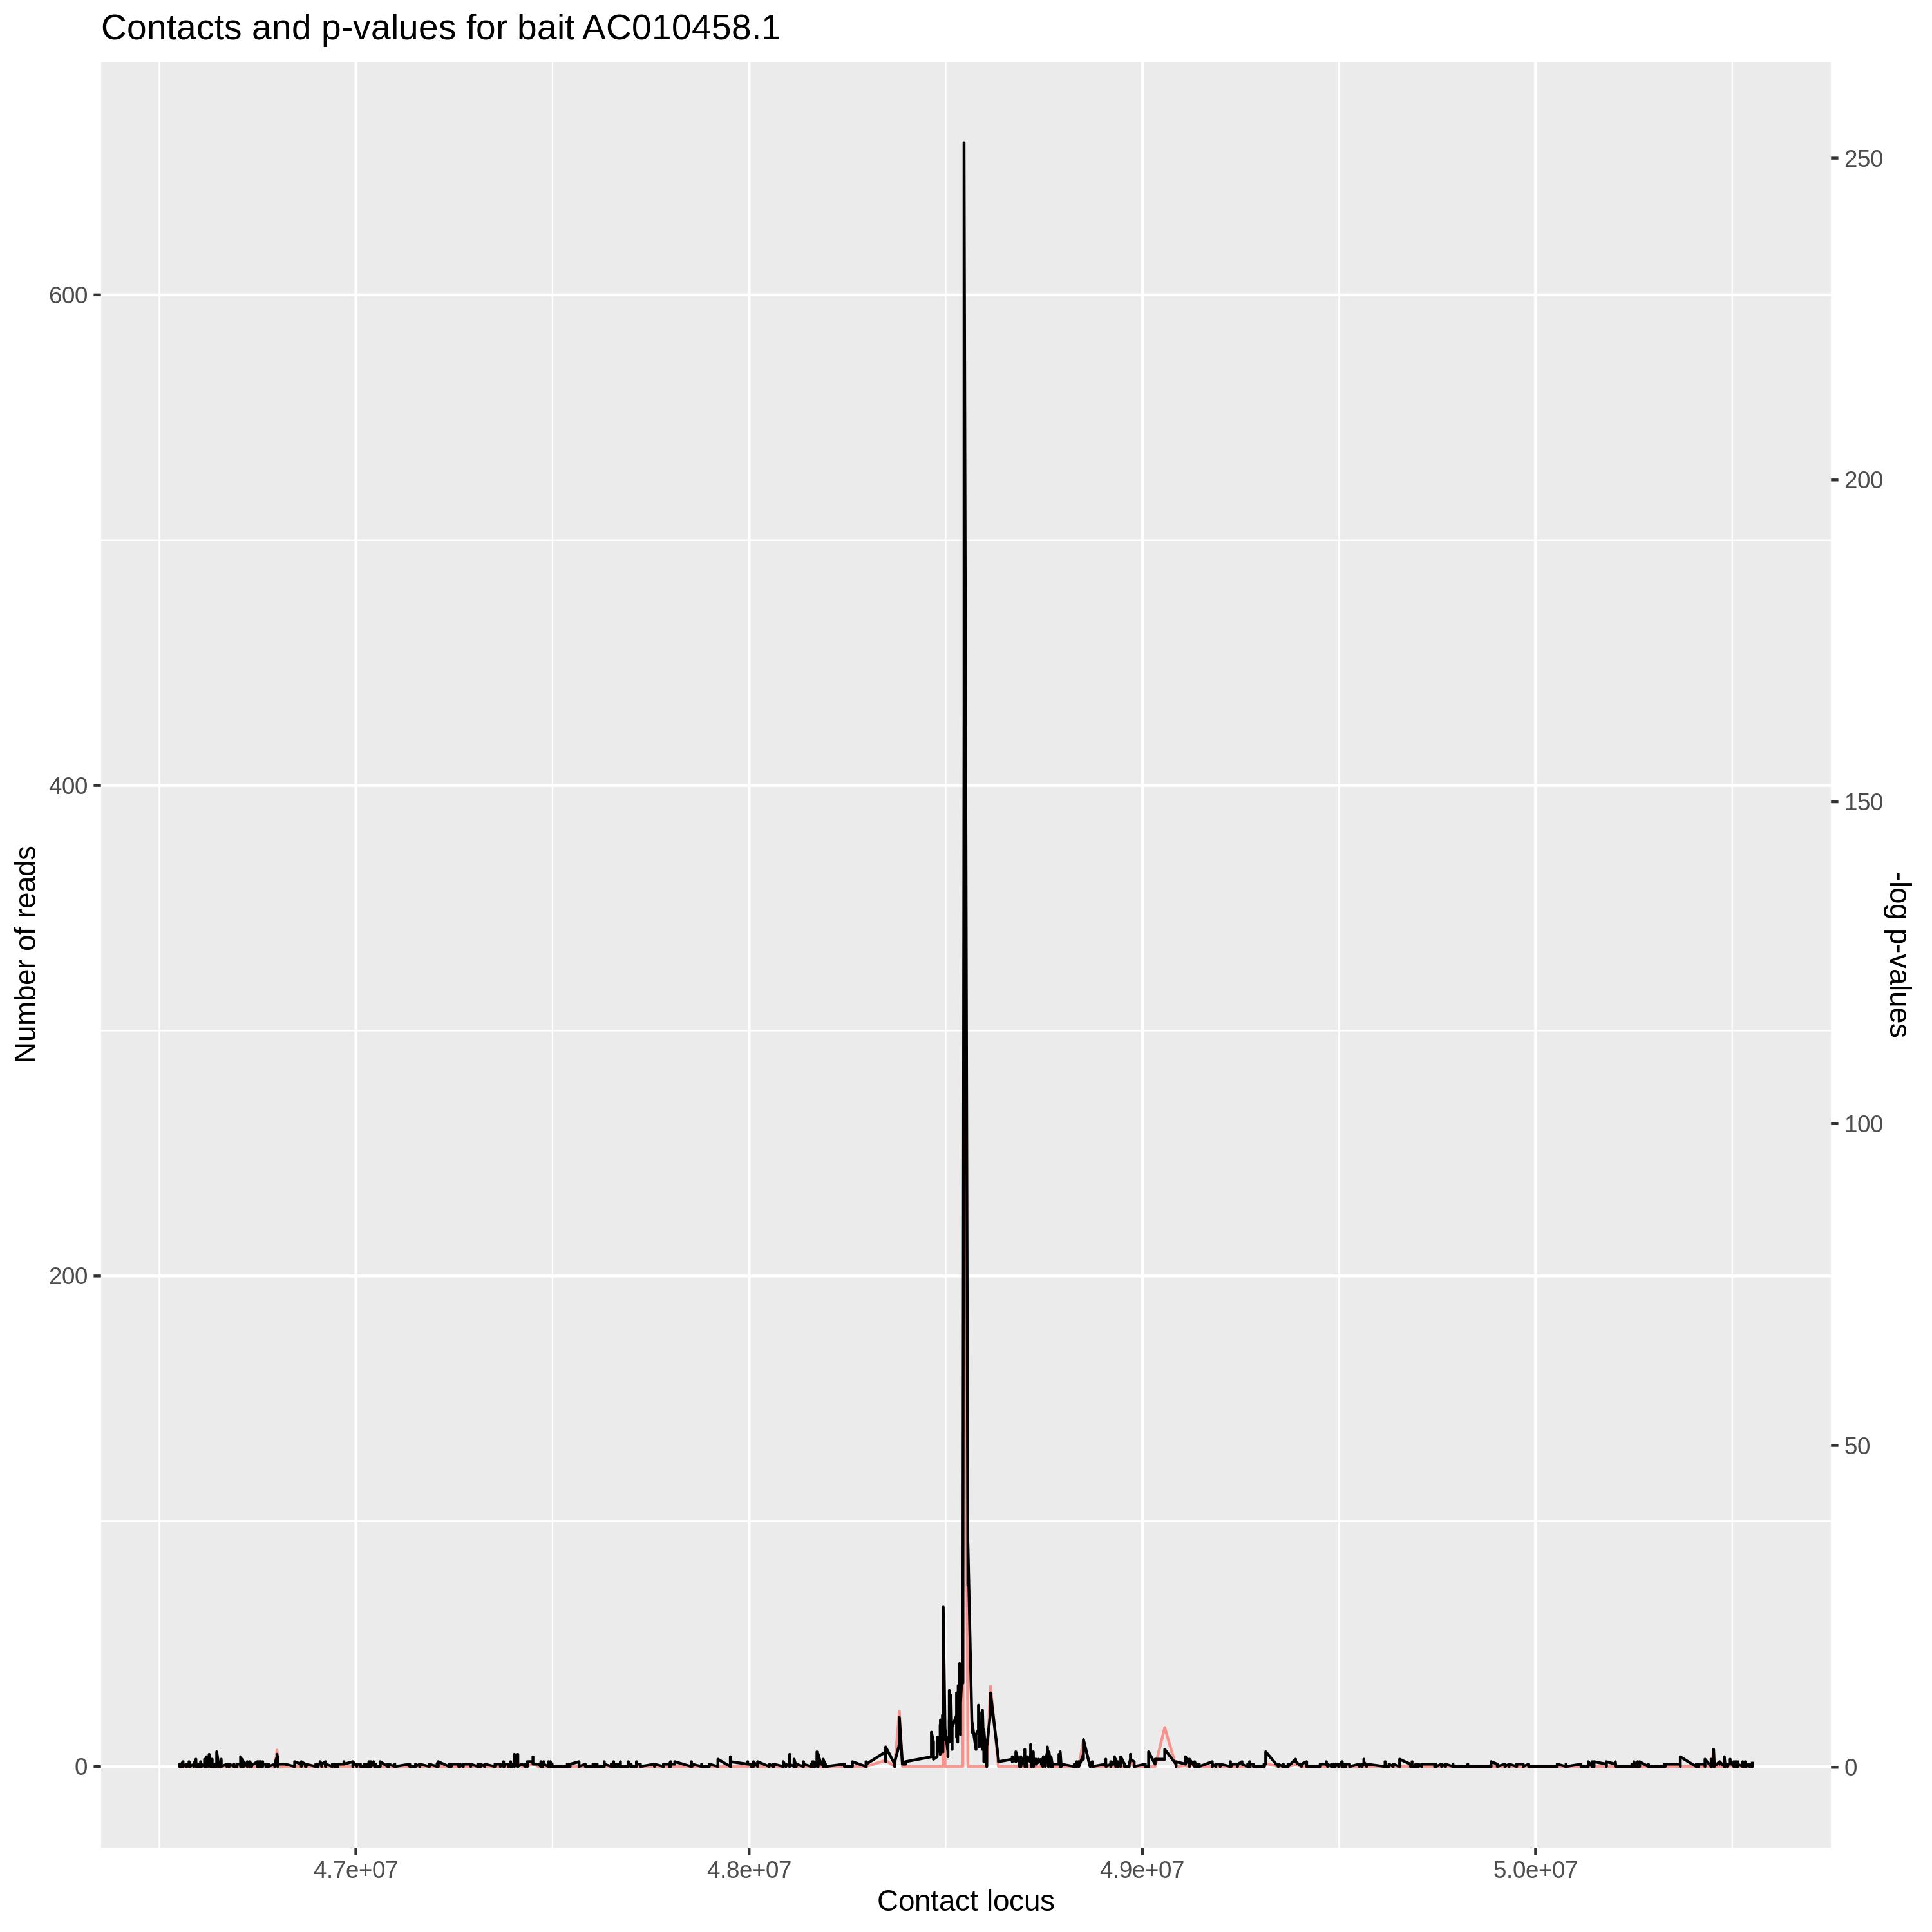 Contacts and p-values for bait AC010458.1
Number of reads
600
400
200
0
250
200
150
100
50
0
-log p-values
4.7e+07
4.8e+07
4.9e+07
5.0e+07
Contact locus